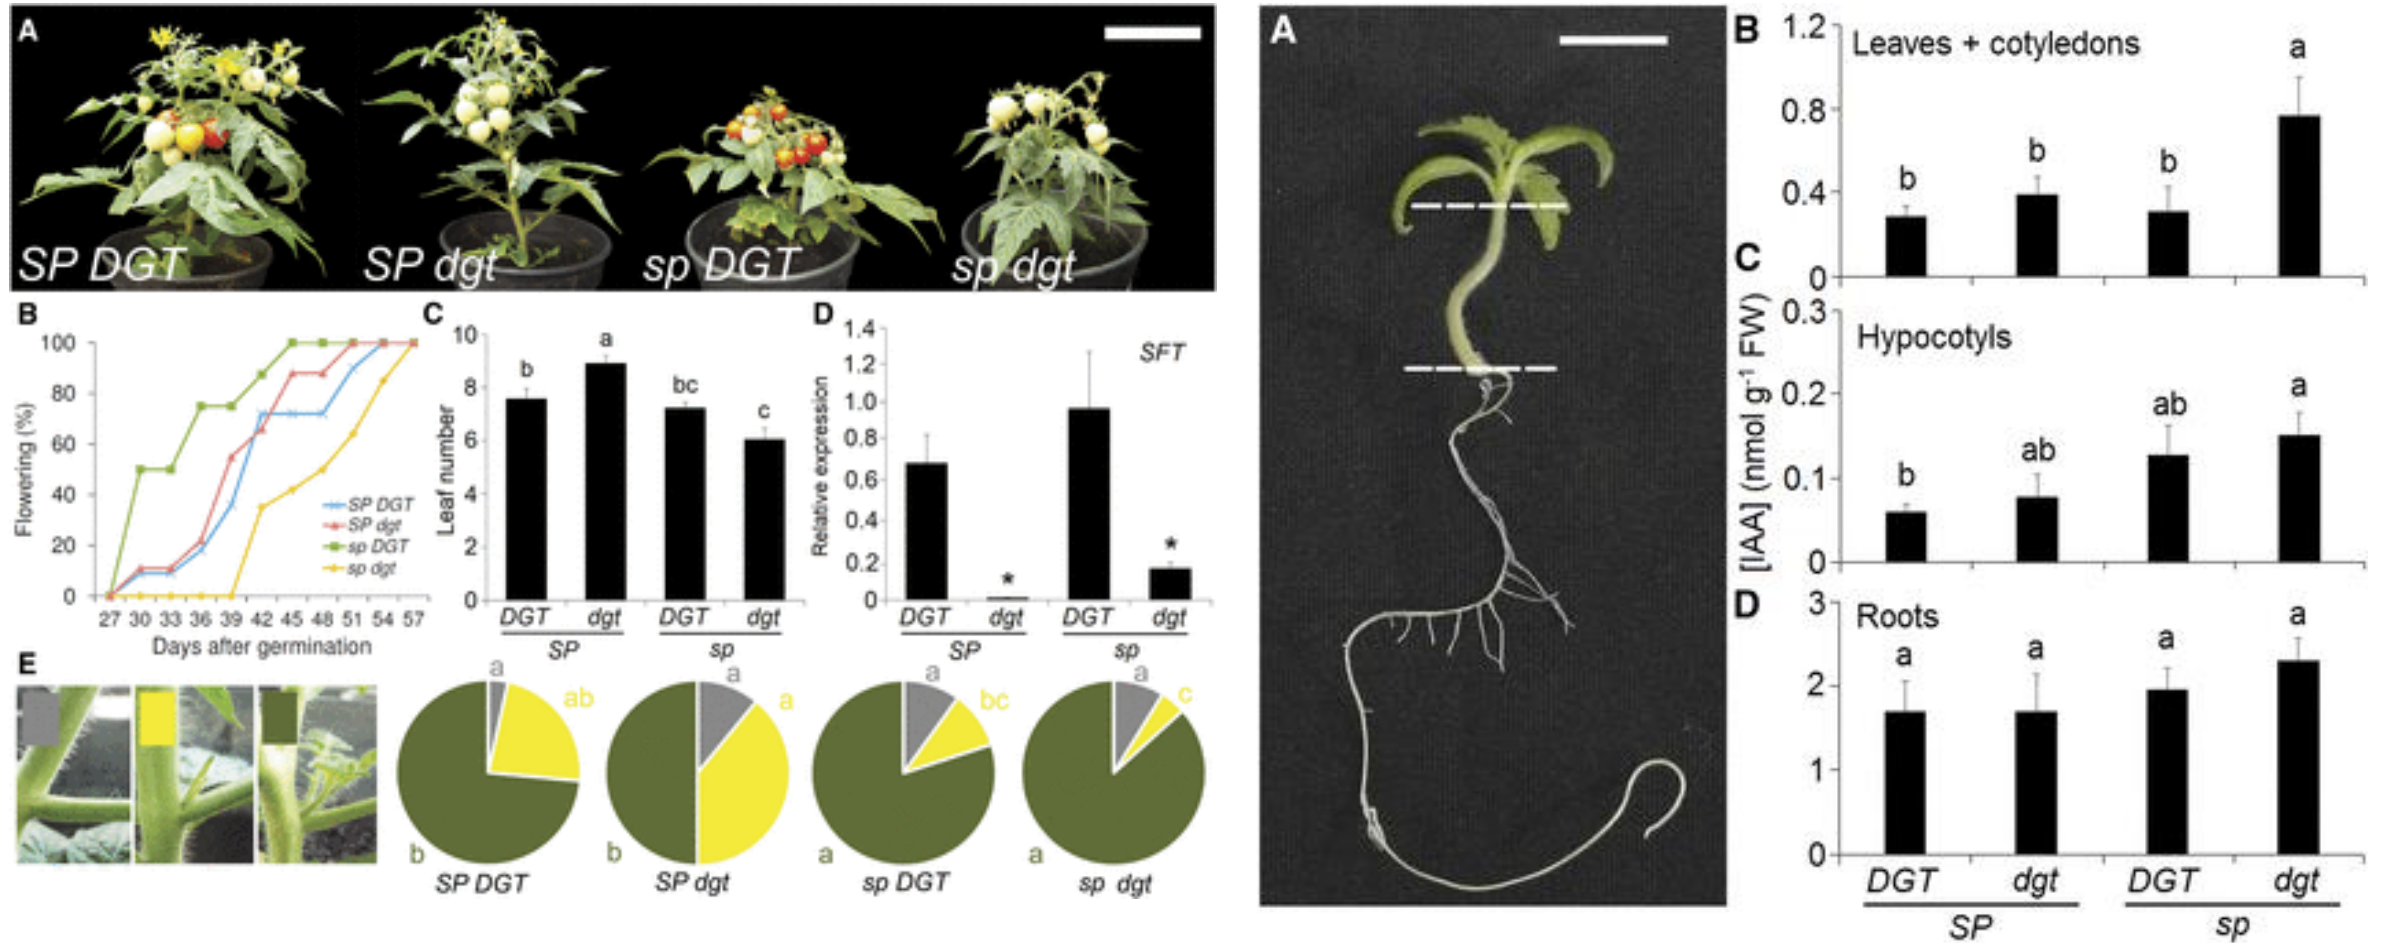 A
SP DGT
SP dgt
sp DGT
sp dgt
B
100
80
60
40
20
0
Flowering (%)
27 30 33 36 39 42 45 48 51 54 57
Days after germination
SP DGT
SP dgt
sp DGT
sp dgt
C
10
8
6
4
2
0
Leaf number
b
a
bc
c
DGT dgt DGT dgt
SP sp
D
1.4
1.2
1.0
0.8
0.6
0.4
0.2
0
Relative expression
SFT
*
*
DGT dgt DGT dgt
SP sp
E
a
ab
b
SP DGT
a
a
b
SP dgt
a
bc
a
sp DGT
a
c
a
sp dgt
A
B
1.2
0.8
0.4
0
Leaves + cotyledons
b
b
b
a
C
[IAA] (nmol g-1 FW)
0.3
0.2
0.1
0
Hypocotyls
b
ab
ab
a
D
3
2
1
0
Roots
a
a
a
a
DGT dgt DGT dgt
SP sp